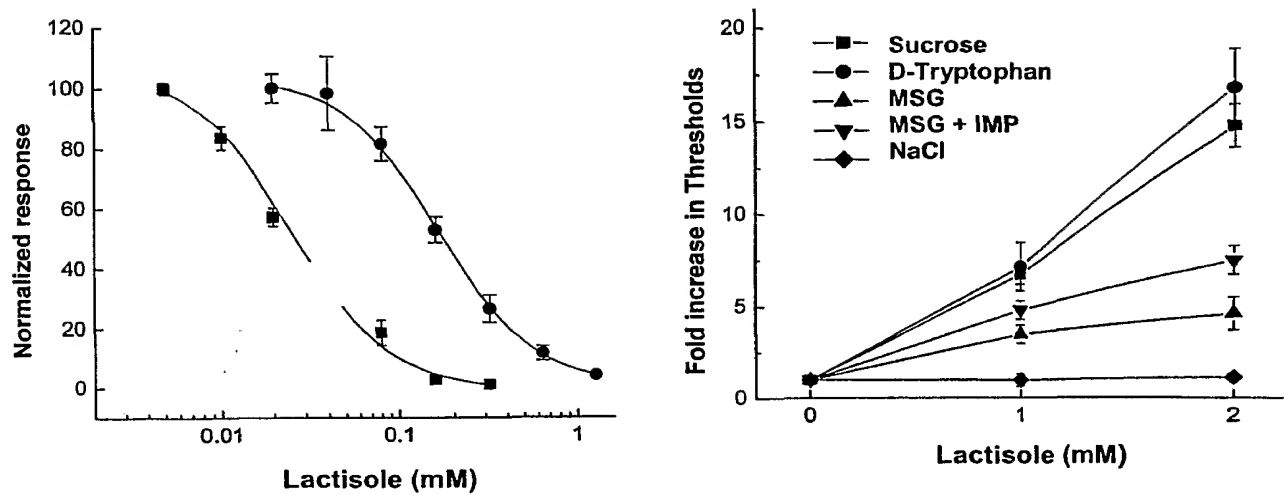 120
100
80
60
40
20
0
Normalized response
0.01
0.1
1
Lactisole (mM)
20
15
10
5
0
Fold increase in Thresholds
Sucrose
D-Tryptophan
MSG
MSG + IMP
NaCl
0
1
2
Lactisole (mM)